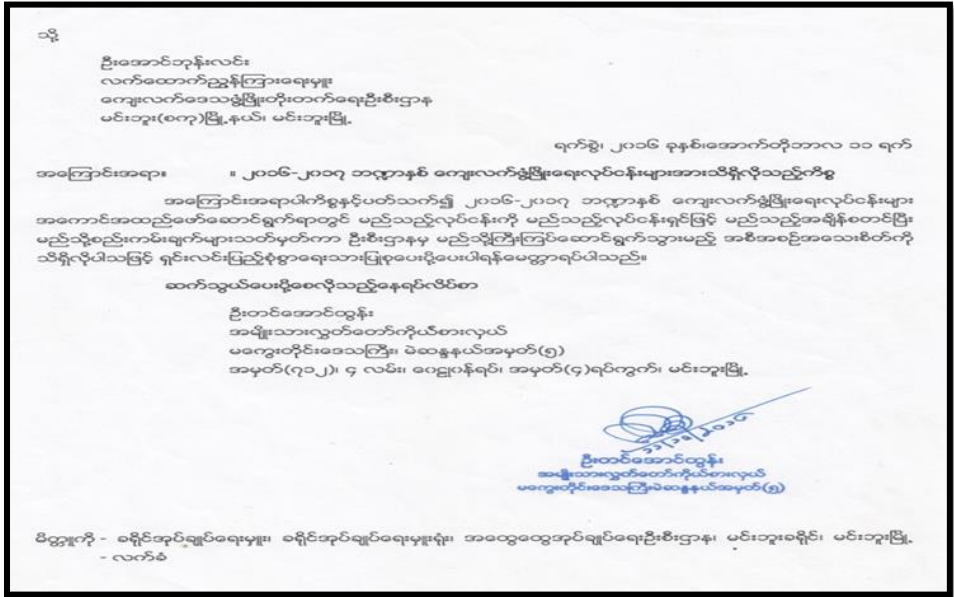 သို့
ဦးအောင်ဘုန်းလင်း
လက်ထောက်ညွှန်ကြားရေးမှူး
ကျေးလက်ဒေသဖွံ့ဖြိုးတိုးတက်ရေးဦးစီးဌာန
မင်းဘူး(စကု)မြို့နယ်၊ မင်းဘူးမြို့
ရက်စွဲ၊ ၂၀၁၆ ခုနှစ်၊အောက်တိုဘာလ ၁၁ ရက်
အကြောင်းအရာ။ ။ ၂၀၁၆-၂၀၁၇ ဘဏ္ဍာနှစ် ကျေးလက်ဖွံ့ဖြိုးရေးလုပ်ငန်းများအားသိရှိလိုသည့်ကိစ္စ
အကြောင်းအရာပါကိစ္စနှင့်ပတ်သက်၍ ၂၀၁၆-၂၀၁၇ ဘဏ္ဍာနှစ် ကျေးလက်ဖွံ့ဖြိုးရေးလုပ်ငန်းများ
အကောင်အထည်ဖော်ဆောင်ရွက်ရာတွင် မည်သည့်လုပ်ငန်းကို မည်သည့်လုပ်ငန်းရှင်ဖြင့် မည်သည့်အချိန်စတင်ပြီး
မည်သို့စည်းကမ်းချက်များသတ်မှတ်ကာ ဦးစီးဌာနမှ မည်သို့ကြီးကြပ်ဆောင်ရွက်သွားမည့် အစီအစဉ်အသေးစိတ်ကို
သိရှိလိုပါသဖြင့် ရှင်းလင်းပြည့်စုံစွာရေးသားပြုစုပေးပို့ပေးပါရန်မေတ္တာရပ်ပါသည်။
ဆက်သွယ်ပေးပို့စေလိုသည့်နေရပ်လိပ်စာ
ဦးတင်အောင်ထွန်း
အမျိုးသားလွှတ်တော်ကိုယ်စားလှယ်
မကွေးတိုင်းဒေသကြီး၊ မဲဆန္ဒနယ်အမှတ်(၅)
အမှတ်(၇၁၂)၊ ၄ လမ်း၊ ဝေဠုဝန်ရပ်၊ အမှတ်(၄)ရပ်ကွက်၊ မင်းဘူးမြို့
၁၁/၁၀/၂၀၁၆
ဦးတင်အောင်ထွန်း
အမျိုးသားလွှတ်တော်ကိုယ်စားလှယ်
မကွေးတိုင်းဒေသကြီးမဲဆန္ဒနယ်အမှတ်(၅)
မိတ္တူကို - ခရိုင်အုပ်ချုပ်ရေးမှူး၊ ခရိုင်အုပ်ချုပ်ရေးမှူးရုံး၊ အထွေထွေအုပ်ချုပ်ရေးဦးစီးဌာန၊ မင်းဘူးခရိုင်၊ မင်းဘူးမြို့
- လက်ခံ